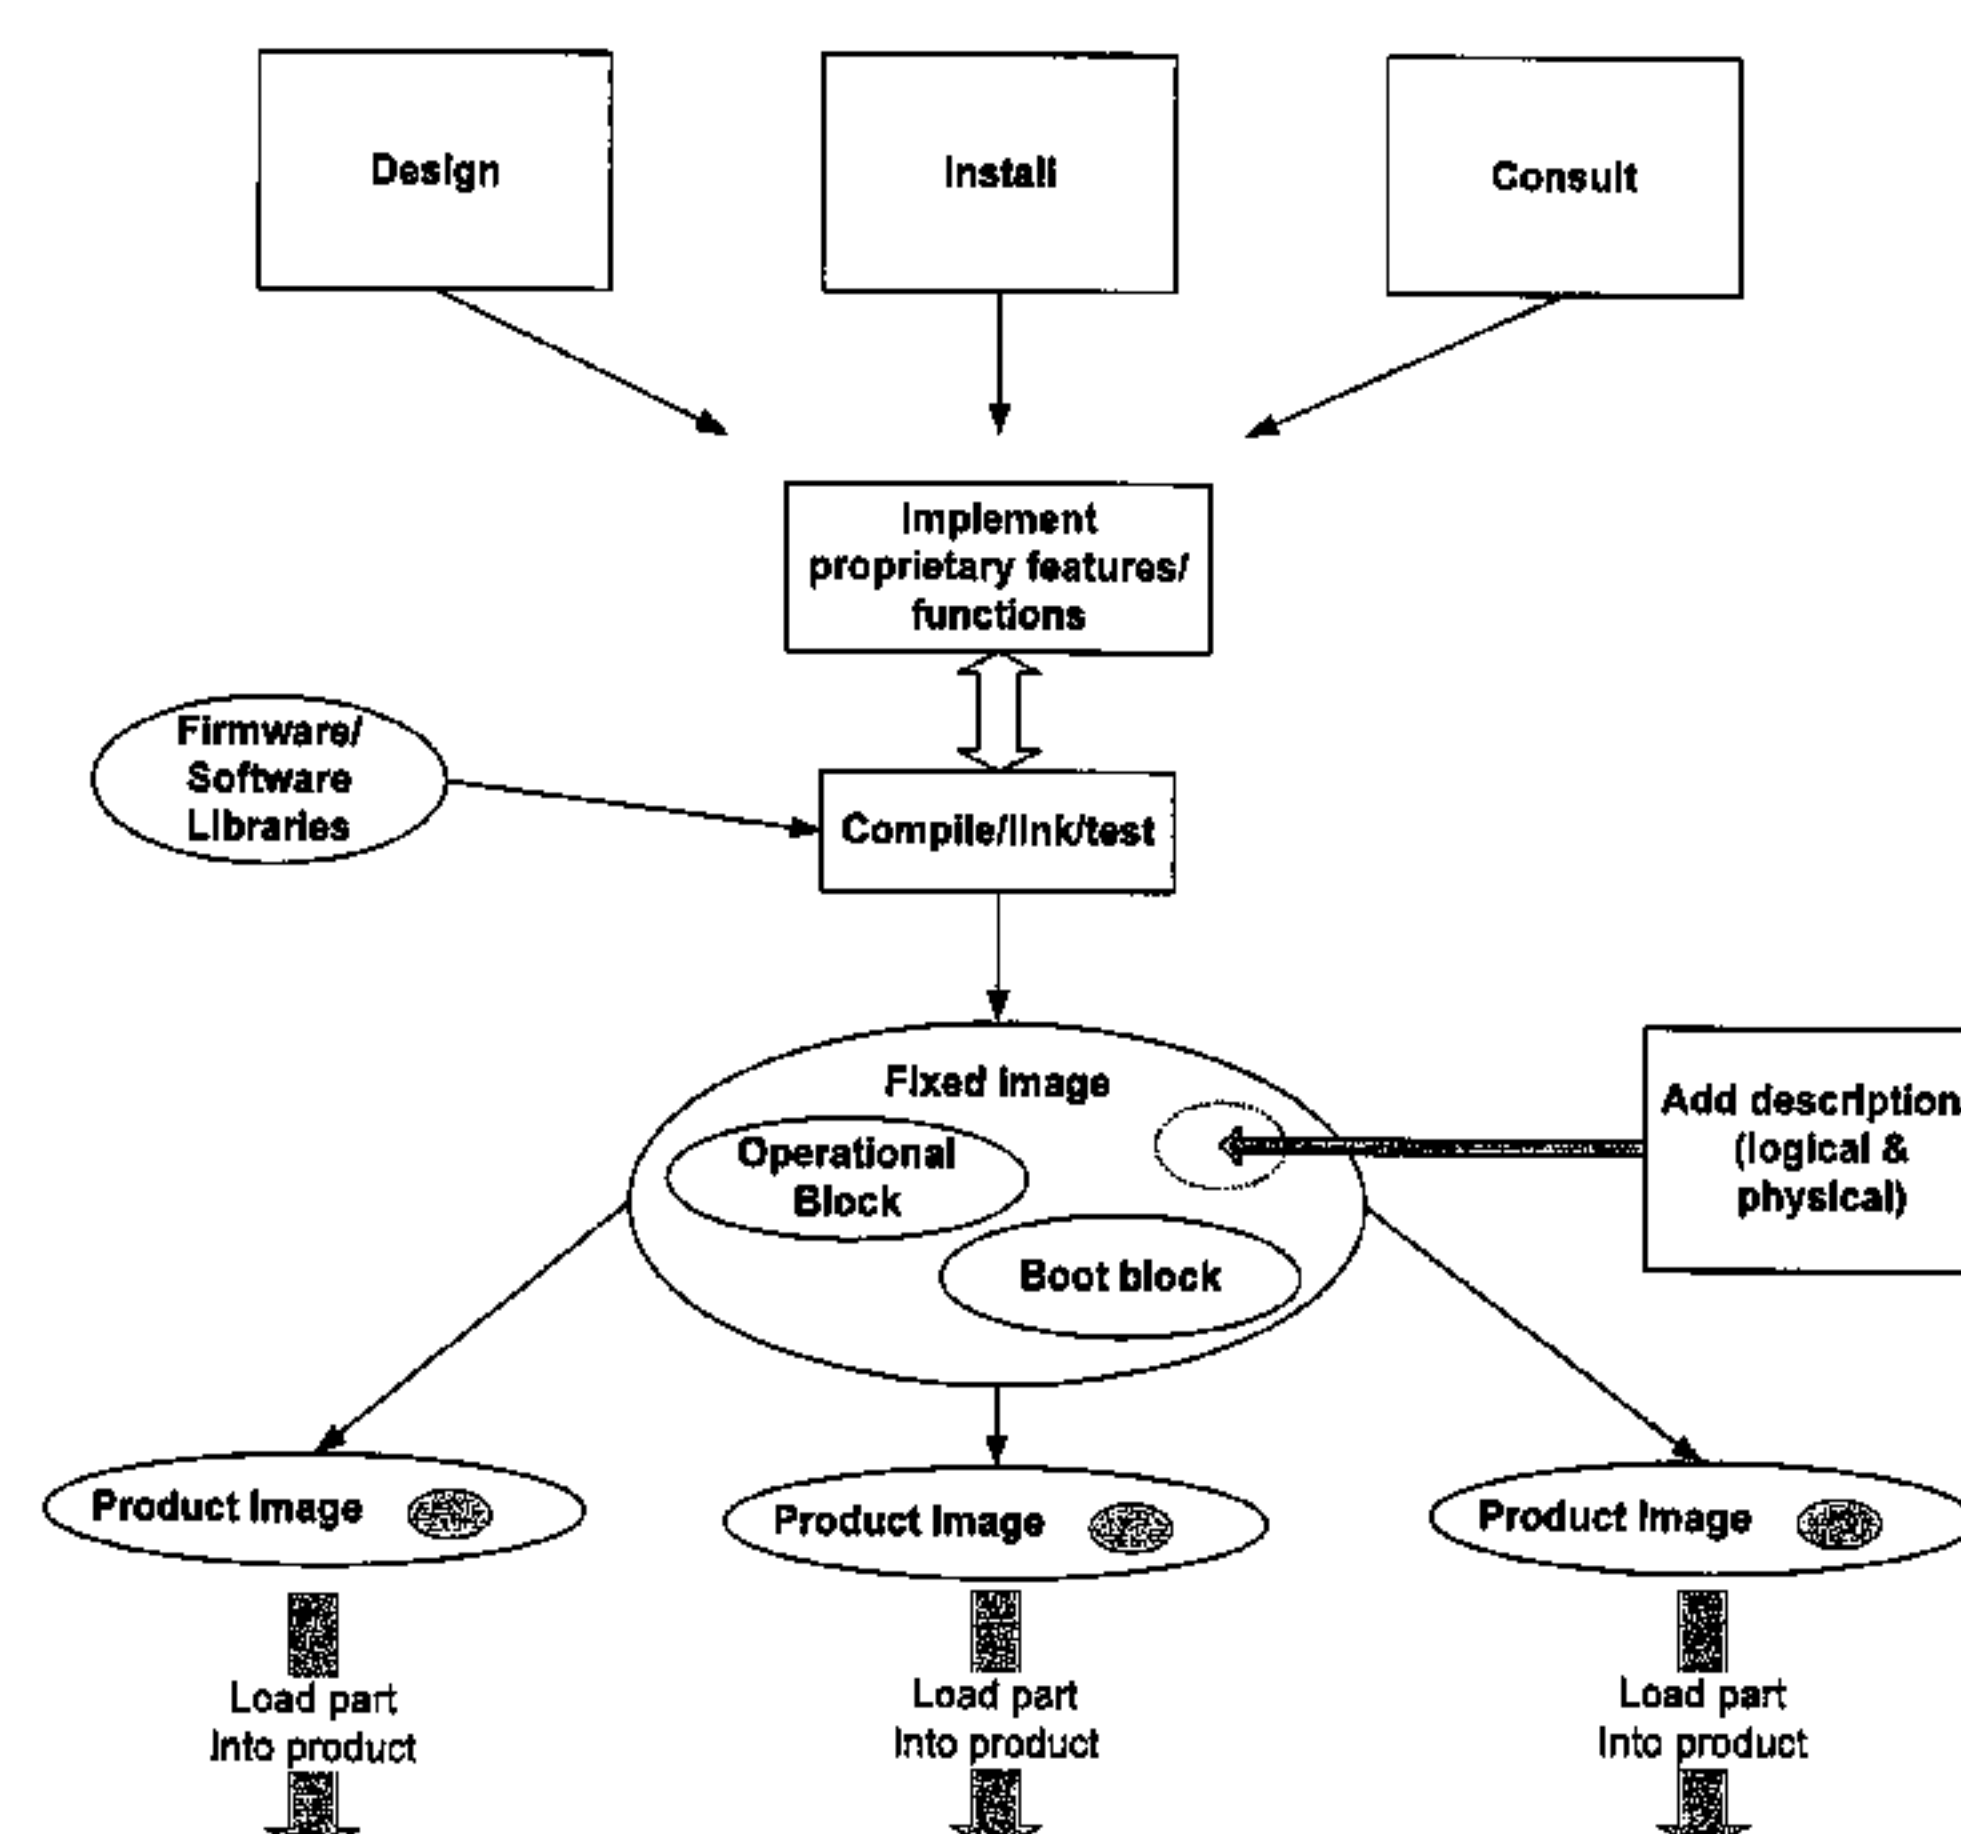 Design
Install
Consult
Implement
proprietary features/
functions
Firmware/
Software
Libraries
Compile/link/test
Fixed image
Operational
Block
Boot block
Add description
(logical &
physical)
Product Image
Product Image
Product Image
Load part
Into product
Load part
Into product
Load part
Into product